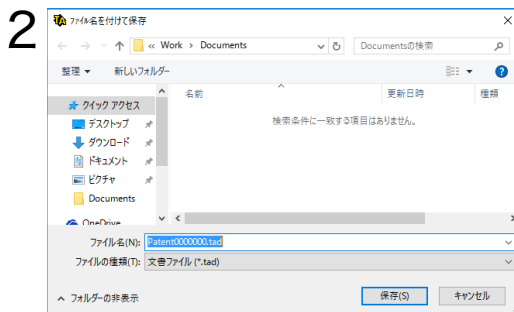 2
ファイル名を付けて保存
« Work › Documents
Documentsの検索
整理 新しいフォルダー
名前 更新日時 種類
クイック アクセス
検索条件に一致する項目はありません。
デスクトップ
ダウンロード
ドキュメント
ピクチャ
Documents
OneDrive
ファイル名(N): Patent0000000.tad
ファイルの種類(T): 文書ファイル (*.tad)
フォルダーの非表示
保存(S) キャンセル